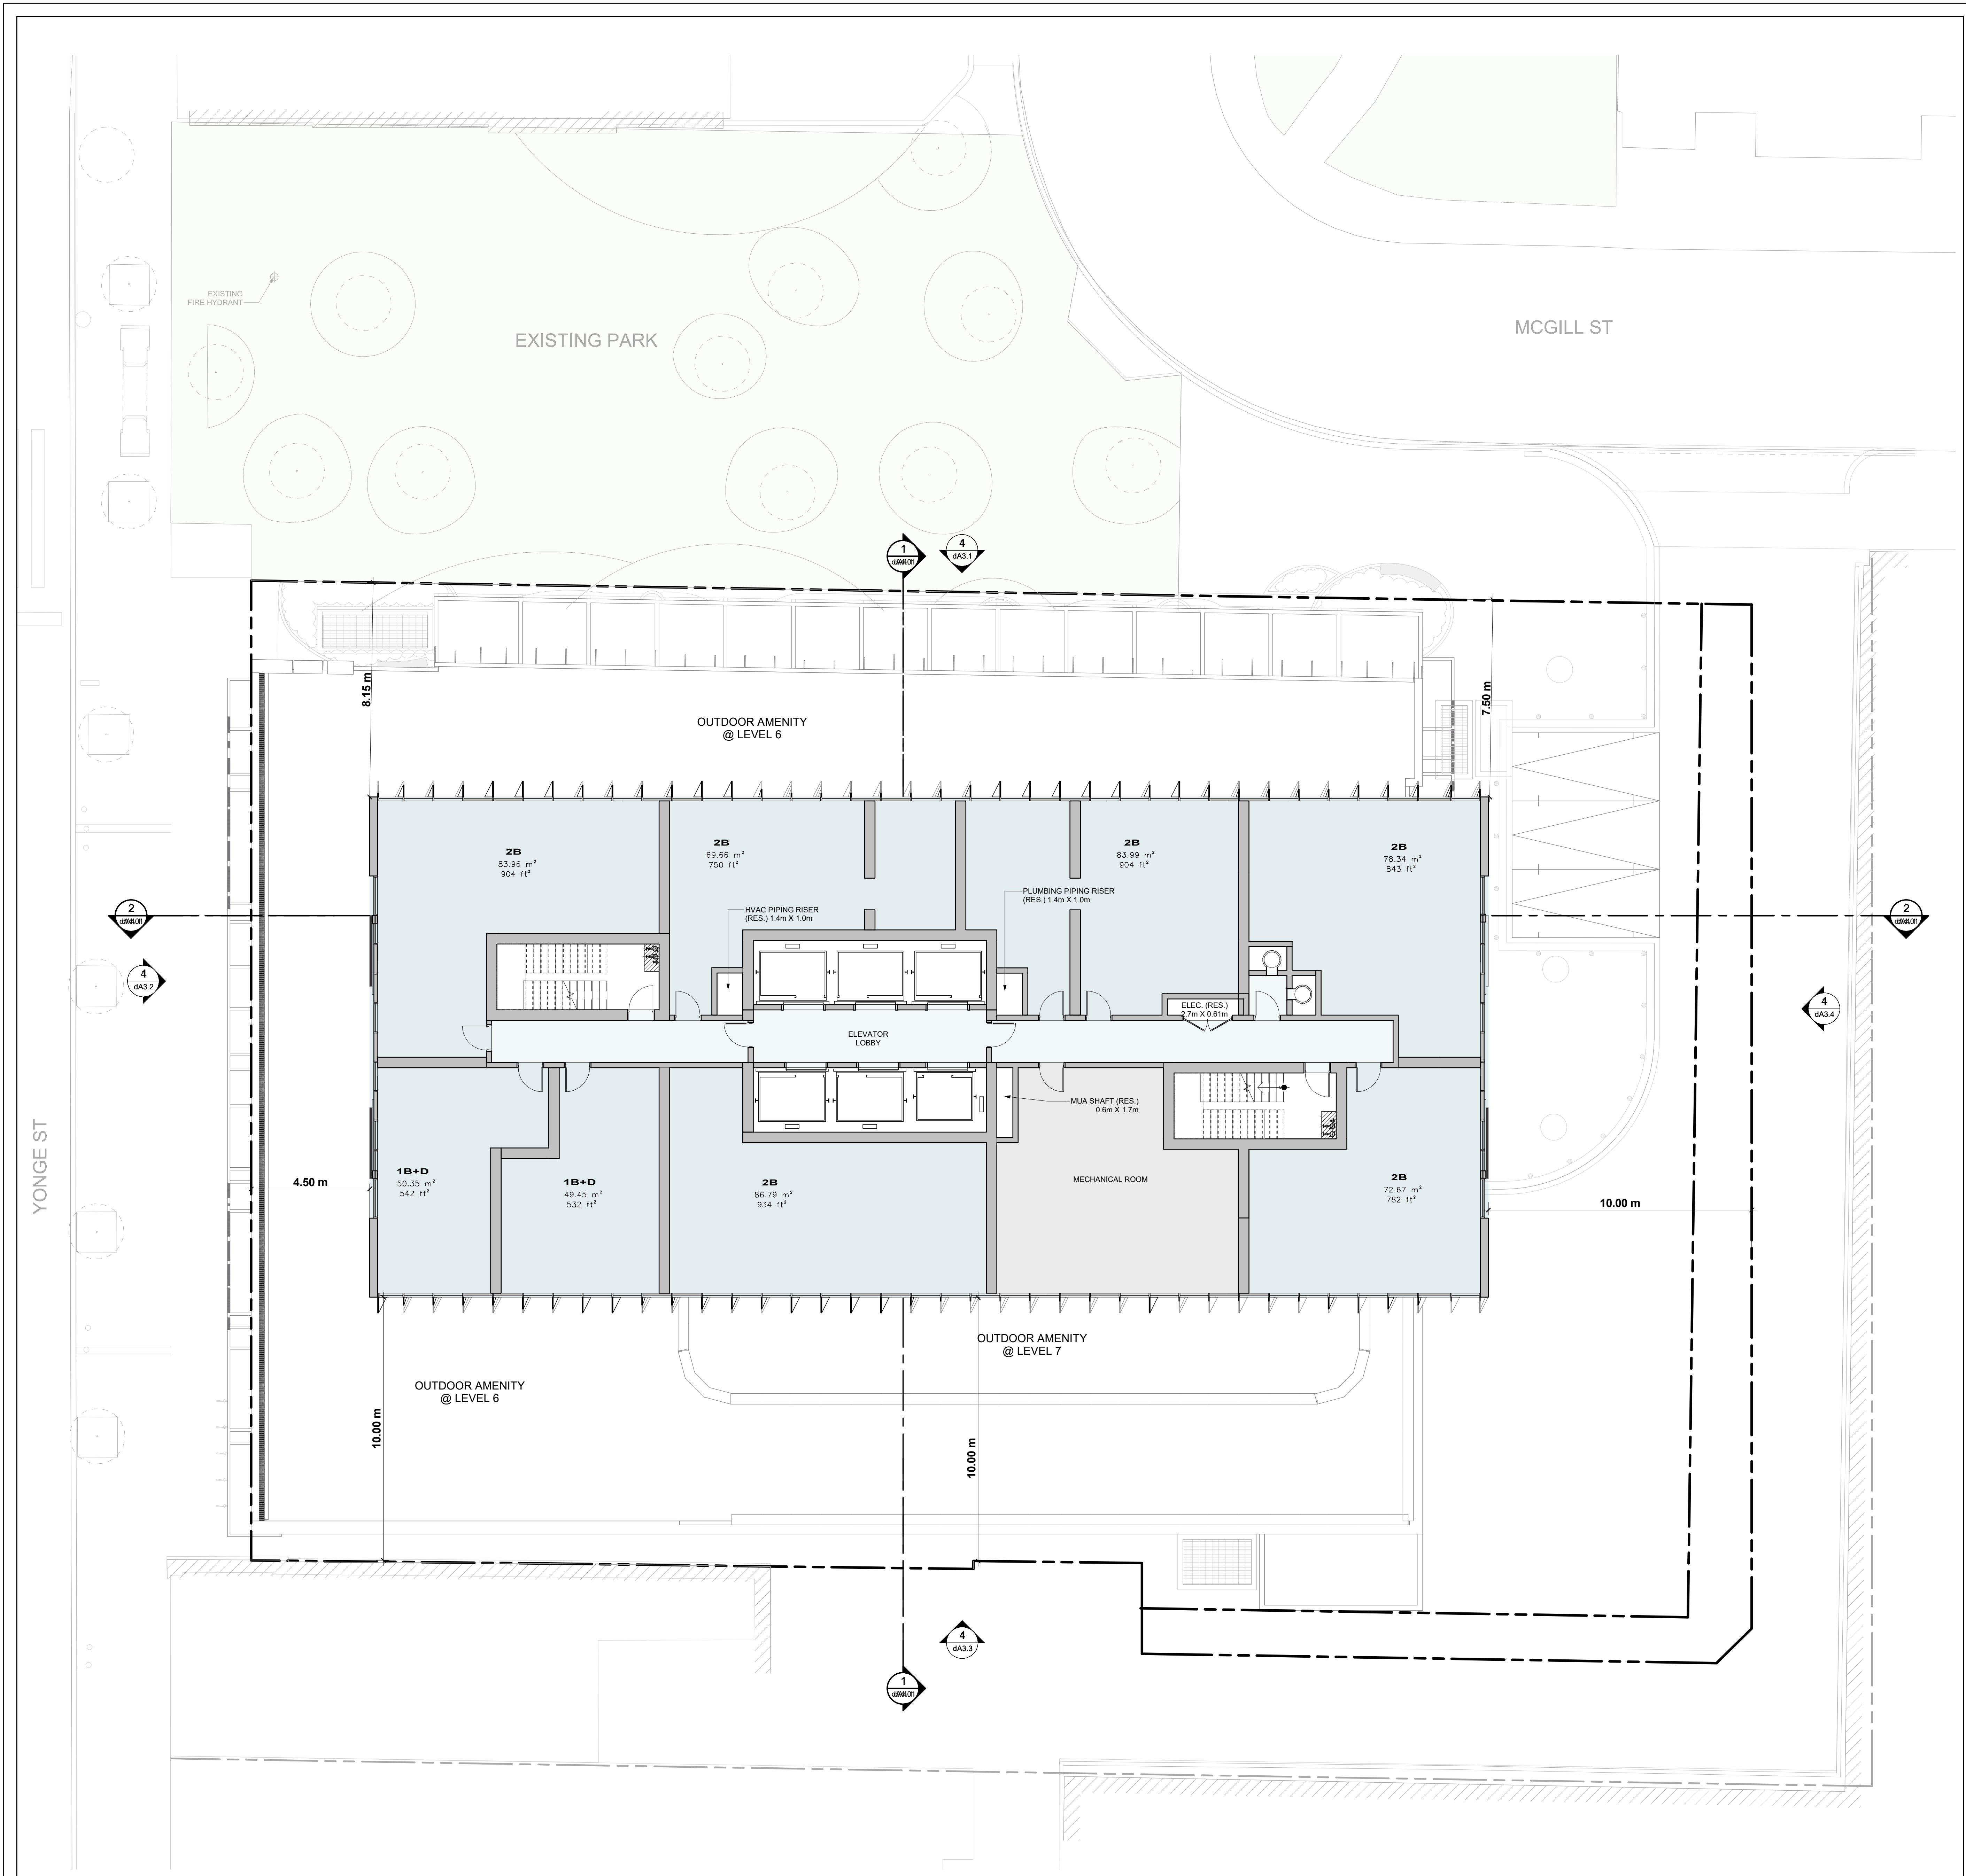 EXISTING
FIRE HYDRANT
EXISTING PARK
MCGILL ST
1
4
dA3.1
8.15 m
7.50 m
OUTDOOR AMENITY
@ LEVEL 6
2B
83.96 m²
904 ft²
2B
69.66 m²
750 ft²
2B
83.99 m²
904 ft²
2B
78.34 m²
843 ft²
HVAC PIPING RISER
(RES.) 1.4m X 1.0m
PLUMBING PIPING RISER
(RES.) 1.4m X 1.0m
2
2
4
dA3.2
4
dA3.4
ELEC. (RES.)
2.7m X 0.61m
ELEVATOR
LOBBY
MUA SHAFT (RES.)
0.6m X 1.7m
YONGE ST
4.50 m
1B+D
50.35 m²
542 ft²
1B+D
49.45 m²
532 ft²
2B
86.79 m²
934 ft²
MECHANICAL ROOM
2B
72.67 m²
782 ft²
10.00 m
OUTDOOR AMENITY
@ LEVEL 7
OUTDOOR AMENITY
@ LEVEL 6
10.00 m
10.00 m
4
dA3.3
1